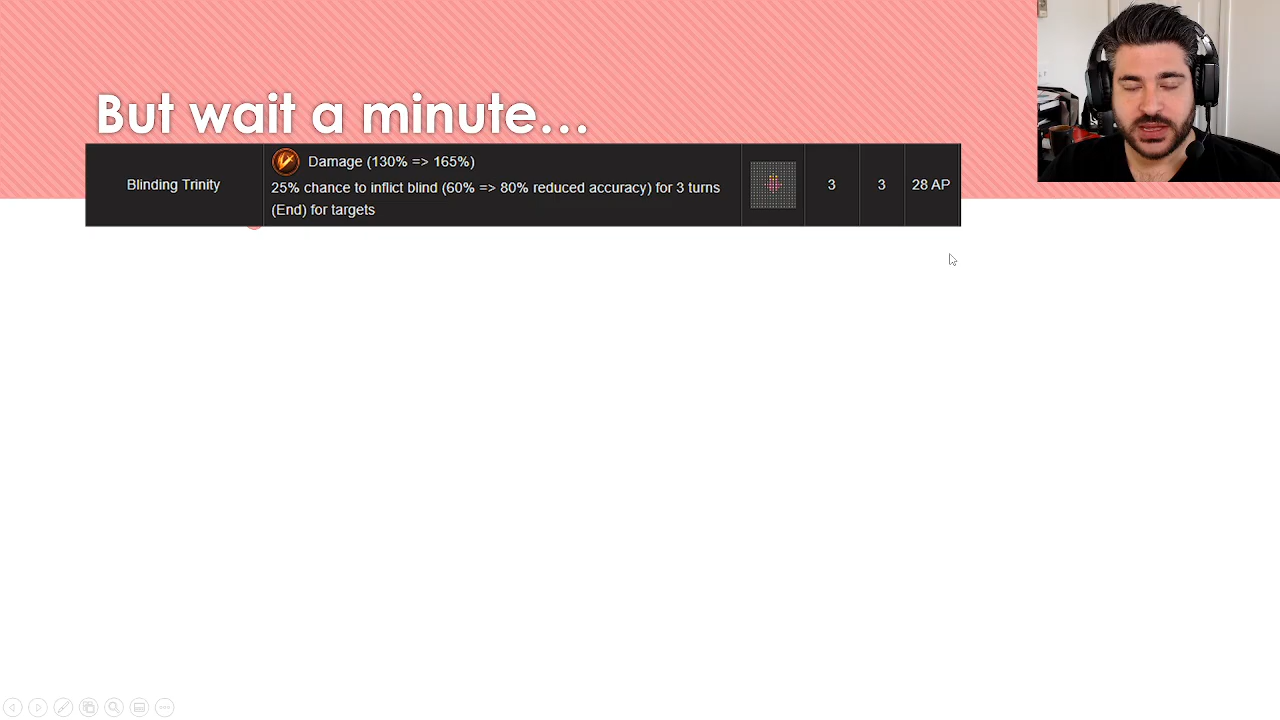 But wait a minute...
Blinding Trinity
Damage (130% => 165%)
25% chance to inflict blind (60% => 80% reduced accuracy) for 3 turns
(End) for targets
3
3
28 AP